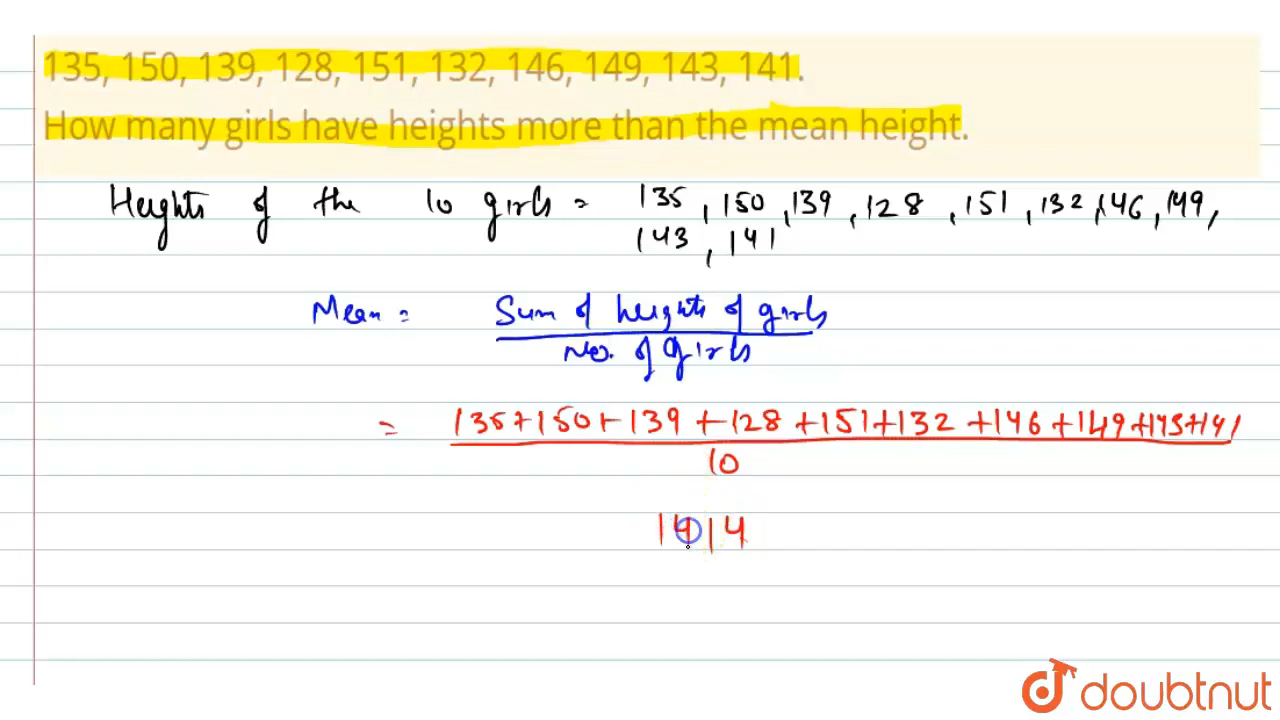 135, 150, 139, 128, 151, 132, 146, 149, 143, 141.
How many girls have heights more than the mean height.
Heights of the 10 girls = 135, 150, 139, 128, 151, 132, 146, 149,
143, 141
Mean = Sum of heights of girls
No. of Girls
= 135+150+139+128+151+132+146+149+143+141
10
1414
doubtnut